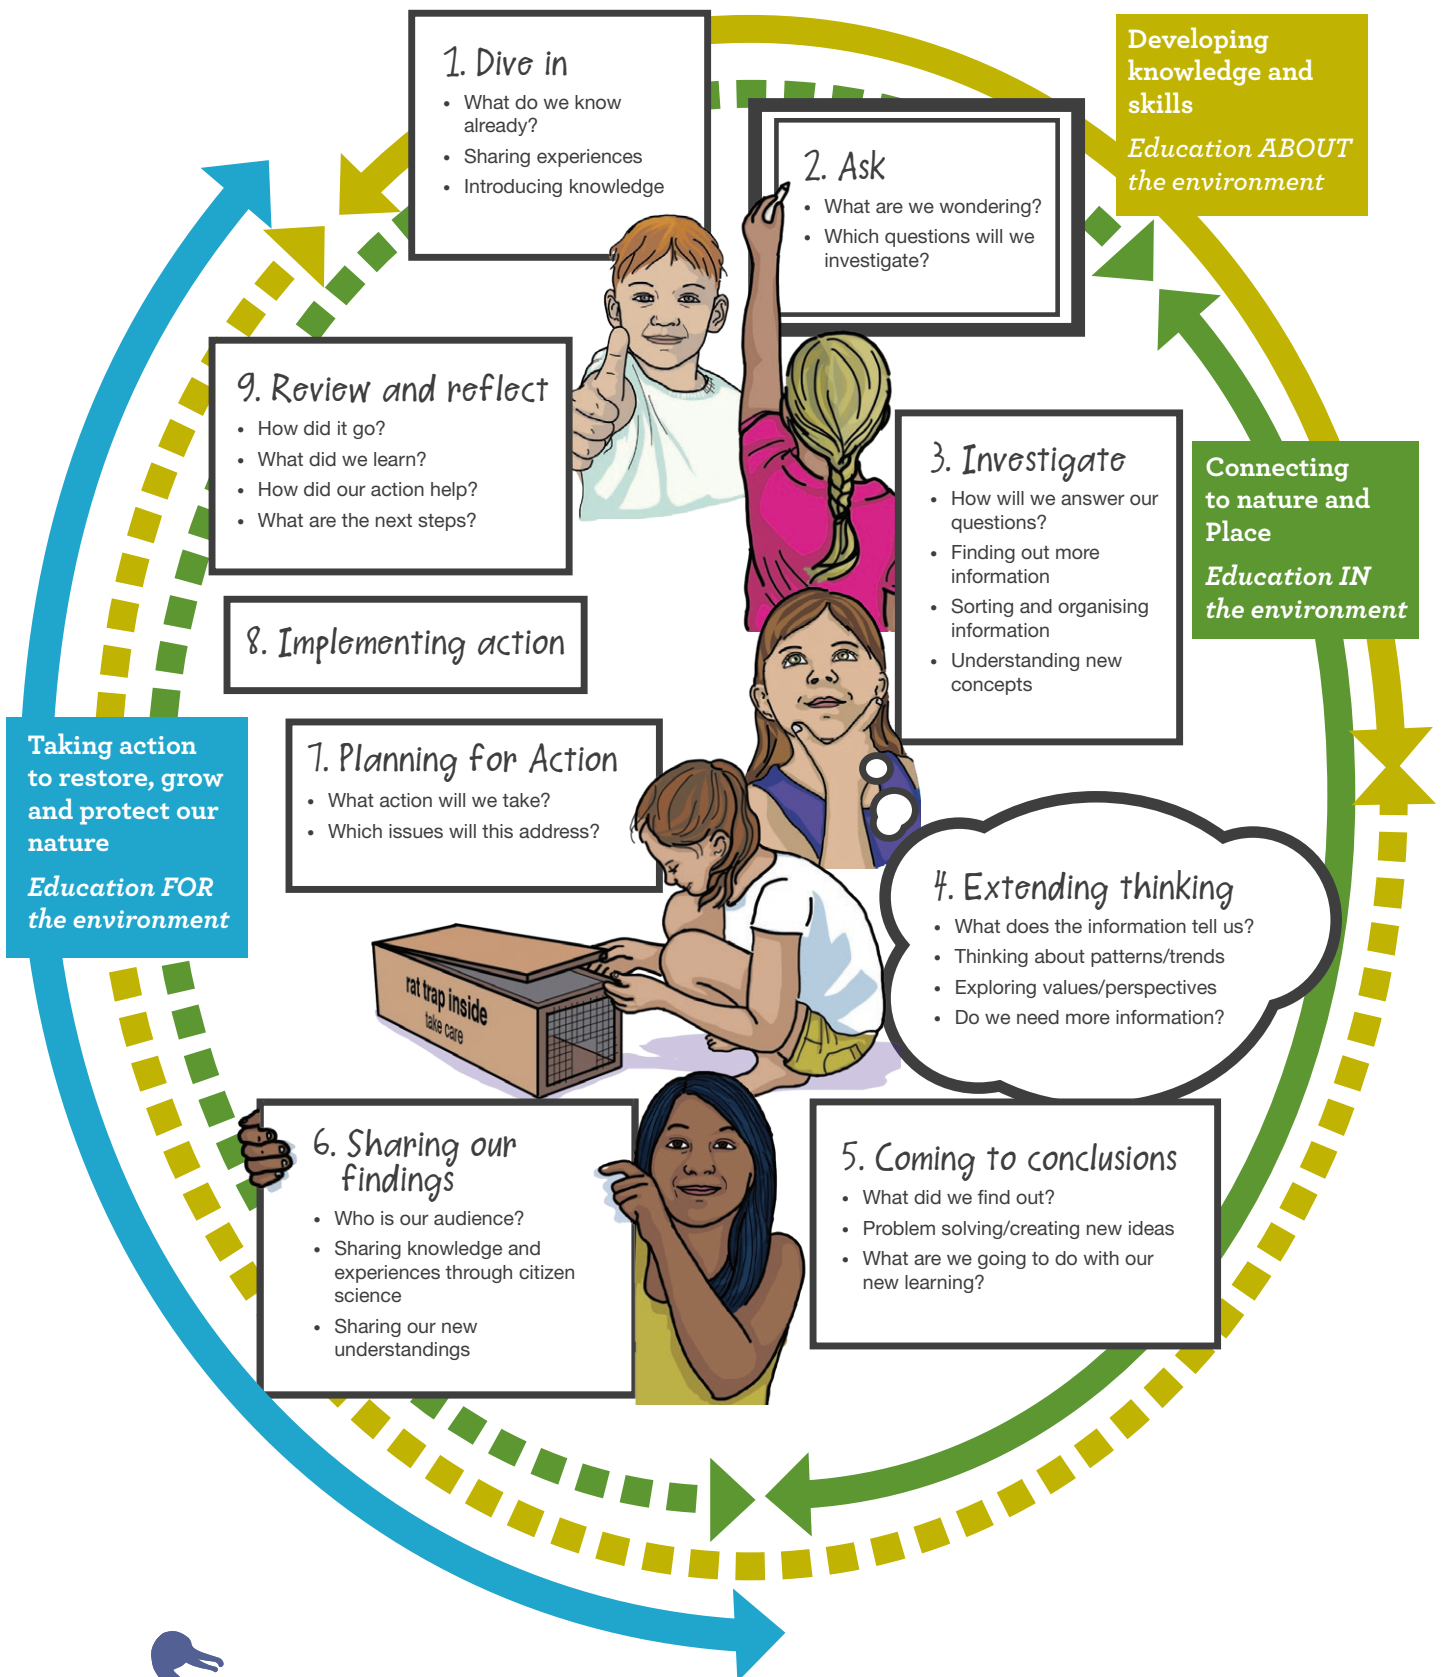 1. Dive in
• What do we know
already?
• Sharing experiences
• Introducing knowledge
2. Ask
• What are we wondering?
• Which questions will we
investigate?
Developing
knowledge and
skills
Education ABOUT
the environment
3. Investigate
• How will we answer our
questions?
• Finding out more
information
• Sorting and organising
information
• Understanding new
concepts
Connecting
to nature and
Place
Education IN
the environment
4. Extending thinking
• What does the information tell us?
• Thinking about patterns/trends
• Exploring values/perspectives
• Do we need more information?
5. Coming to conclusions
• What did we find out?
• Problem solving/creating new ideas
• What are we going to do with our
new learning?
6. Sharing our
findings
• Who is our audience?
• Sharing knowledge and
experiences through citizen
science
• Sharing our new
understandings
rat trap inside
take care
7. Planning for Action
• What action will we take?
• Which issues will this address?
8. Implementing action
9. Review and reflect
• How did it go?
• What did we learn?
• How did our action help?
• What are the next steps?
Taking action
to restore, grow
and protect our
nature
Education FOR
the environment